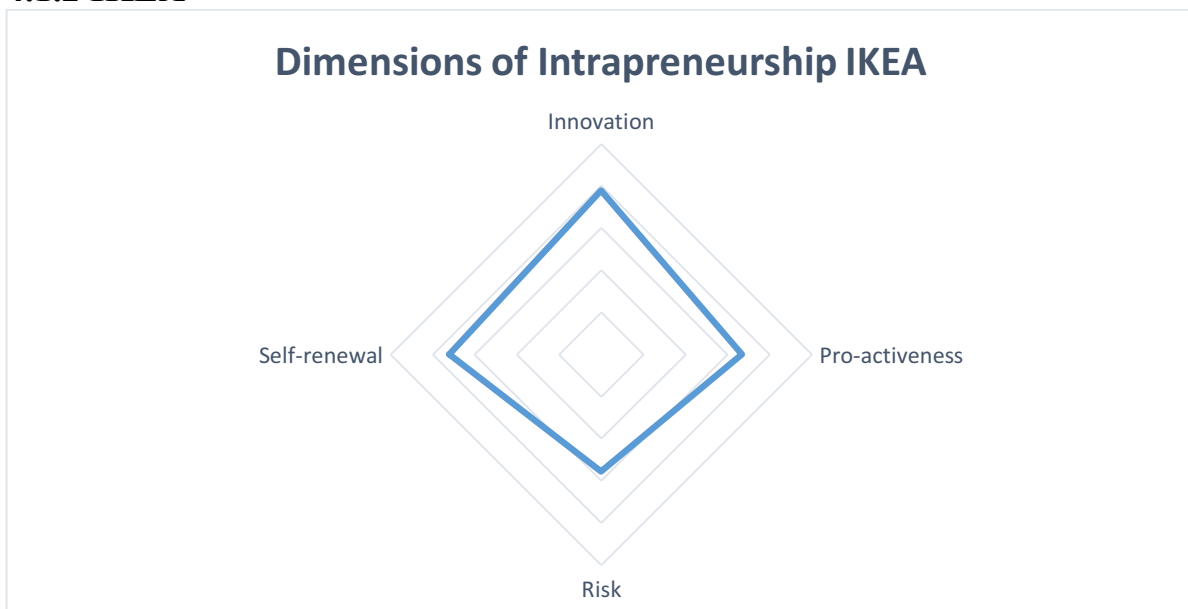 Dimensions of Intrapreneurship IKEA
Innovation
Self-renewal
Pro-activeness
Risk